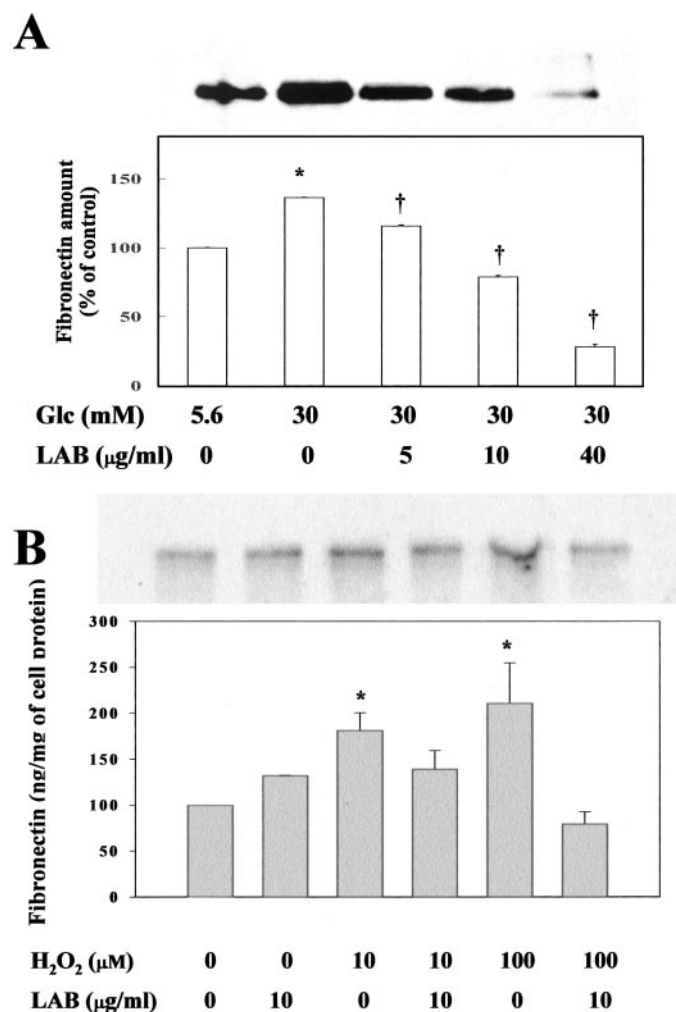 A
Fibronectin amount
(% of control)
150
100
50
0
*
†
†
†
Glc (mM) 5.6 30 30 30 30
LAB (μg/ml) 0 0 5 10 40
B
Fibronectin (ng/mg of cell protein)
300
250
200
150
100
50
0
*
*
H₂O₂ (μM) 0 0 10 10 100 100
LAB (μg/ml) 0 10 0 10 0 10